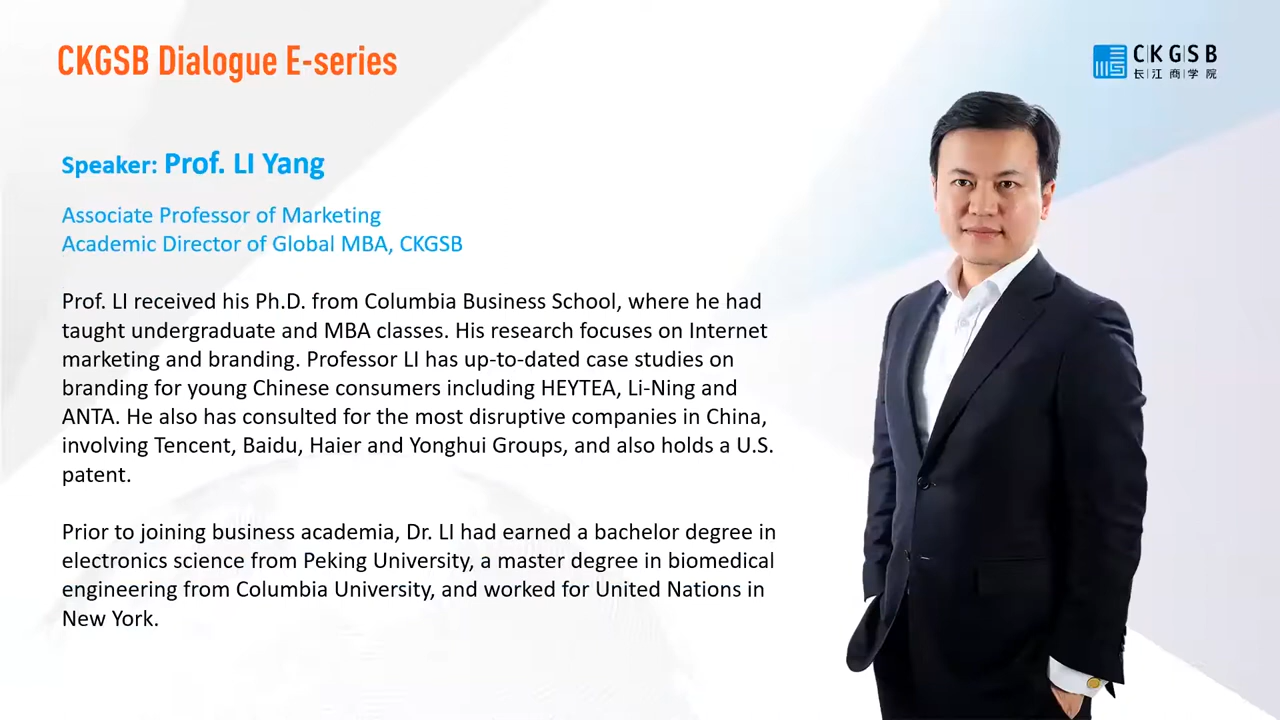 CKGSB Dialogue E-series
CKGSB
长江商学院
Speaker: Prof. LI Yang
Associate Professor of Marketing
Academic Director of Global MBA, CKGSB
Prof. LI received his Ph.D. from Columbia Business School, where he had
taught undergraduate and MBA classes. His research focuses on Internet
marketing and branding. Professor LI has up-to-dated case studies on
branding for young Chinese consumers including HEYTEA, Li-Ning and
ANTA. He also has consulted for the most disruptive companies in China,
involving Tencent, Baidu, Haier and Yonghui Groups, and also holds a U.S.
patent.
Prior to joining business academia, Dr. LI had earned a bachelor degree in
electronics science from Peking University, a master degree in biomedical
engineering from Columbia University, and worked for United Nations in
New York.